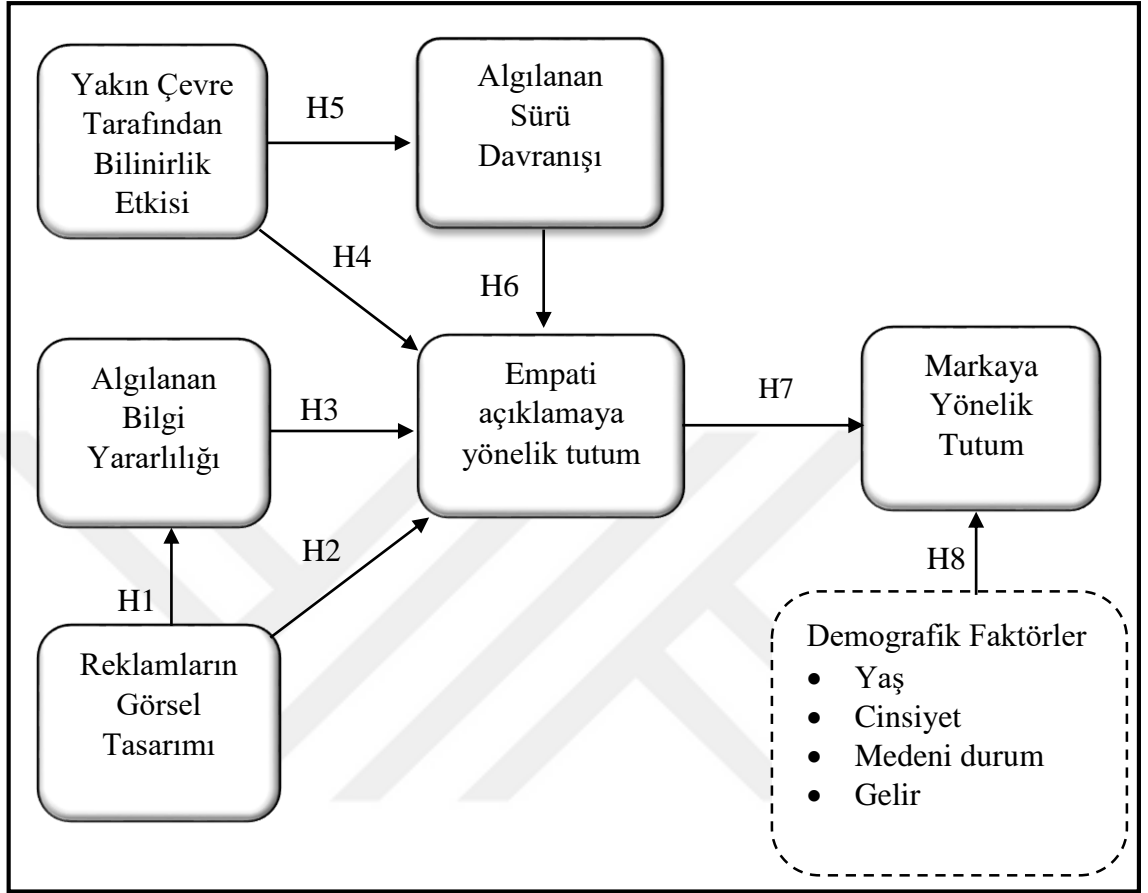 Yakın Çevre
Tarafından
Bilinirlik
Etkisi
H5
Algılanan
Sürü
Davranışı
H4
H6
Algılanan
Bilgi
Yararlılığı
H3
Empati
açıklamaya
yönelik tutum
H7
Markaya
Yönelik
Tutum
H1
H2
H8
Reklamların
Görsel
Tasarımı
Demografik Faktörler
• Yaş
• Cinsiyet
• Medeni durum
• Gelir